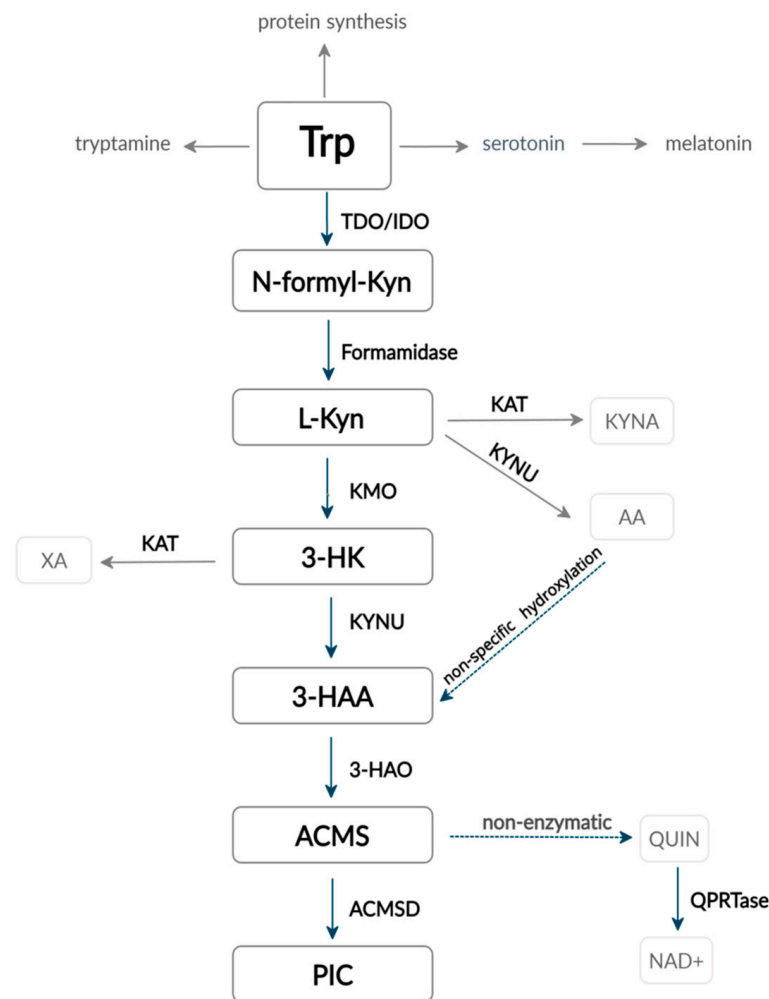 protein synthesis
Trp
tryptamine
serotonin
melatonin
TDO/IDO
N-formyl-Kyn
Formamidase
L-Kyn
KAT
KYNA
KYNU
KMO
AA
XA
KAT
3-HK
non-specific hydroxylation
KYNU
3-HAA
3-HAO
ACMS
non-enzymatic
QUIN
ACMSD
QPRTase
PIC
NAD+